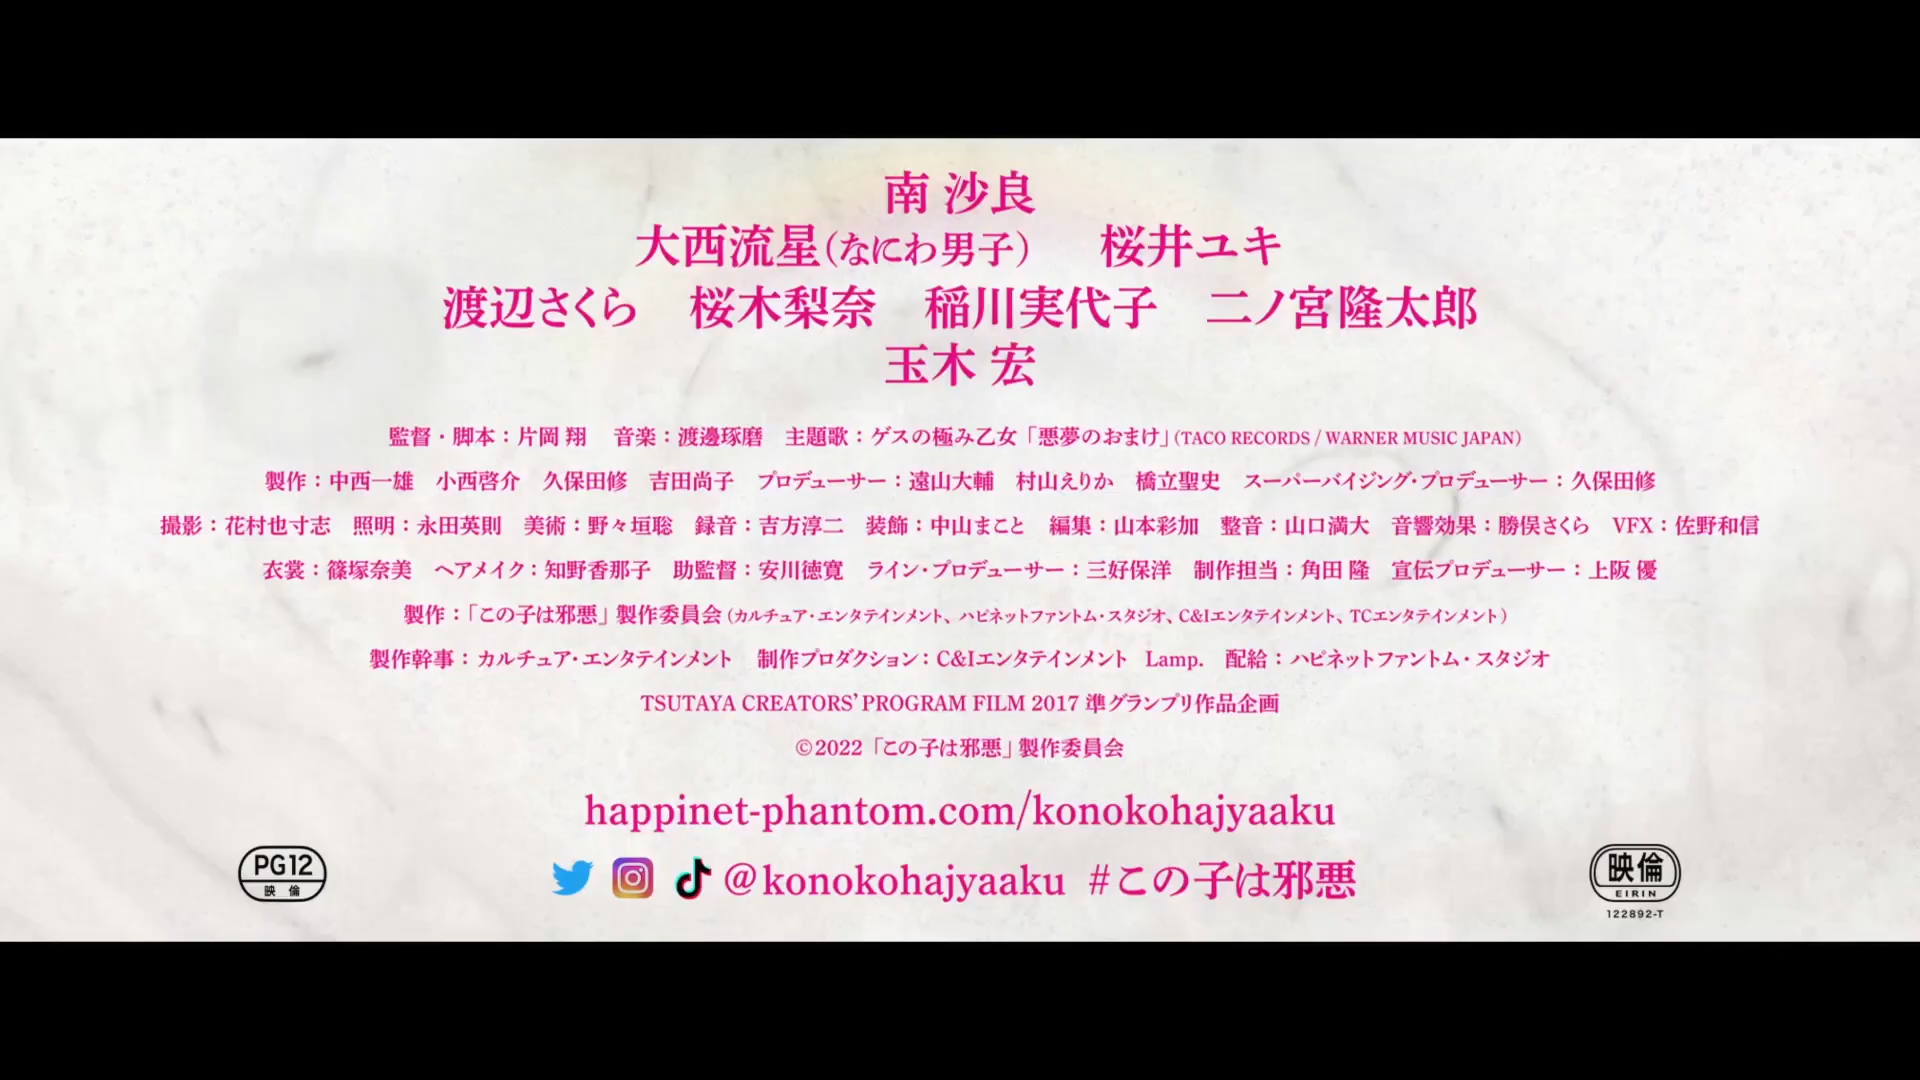 南 沙良
大西流星（なにわ男子）　桜井ユキ
渡辺さくら　桜木梨奈　稲川実代子　二ノ宮隆太郎
玉木 宏
監督・脚本：片岡 翔　音楽：渡邊琢磨　主題歌：ゲスの極み乙女「悪夢のおまけ」（TACO RECORDS / WARNER MUSIC JAPAN）
製作：中西一雄　小西啓介　久保田修　吉田尚子　プロデューサー：遠山大輔　村山えりか　橋立聖史　スーパーバイジング・プロデューサー：久保田修
撮影：花村也寸志　照明：永田英則　美術：野々垣聡　録音：吉方淳二　装飾：中山まこと　編集：山本彩加　整音：山口満大　音響効果：勝俣さくら　VFX：佐野和信
衣裳：篠塚奈美　ヘアメイク：知野香那子　助監督：安川徳寛　ライン・プロデューサー：三好保洋　制作担当：角田 隆　宣伝プロデューサー：上阪 優
製作：「この子は邪悪」製作委員会（カルチュア・エンタテインメント、ハピネットファントム・スタジオ、C&Iエンタテインメント、TCエンタテインメント）
製作幹事：カルチュア・エンタテインメント　制作プロダクション：C&Iエンタテインメント　Lamp.　配給：ハピネットファントム・スタジオ
TSUTAYA CREATORS’ PROGRAM FILM 2017 準グランプリ作品企画
©2022「この子は邪悪」製作委員会
happinet-phantom.com/konokohajyaaku
@konokohajyaaku #この子は邪悪
PG12
映倫
映倫
EIRIN
122892-T